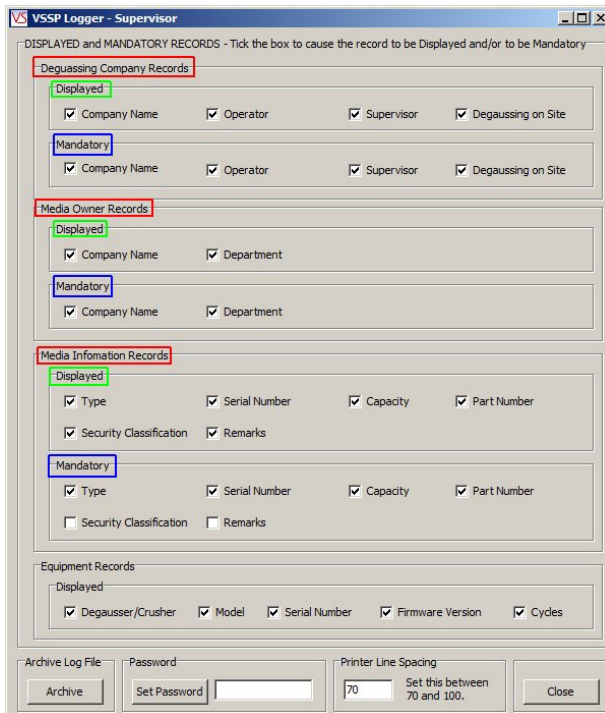 VS VSSP Logger - Supervisor
DISPLAYED and MANDATORY RECORDS - Tick the box to cause the record to be Displayed and/or to be Mandatory
Deguassing Company Records
Displayed
Company Name Operator Supervisor Degaussing on Site
Mandatory
Company Name Operator Supervisor Degaussing on Site
Media Owner Records
Displayed
Company Name Department
Mandatory
Company Name Department
Media Infomation Records
Displayed
Type Serial Number Capacity Part Number
Security Classification Remarks
Mandatory
Type Serial Number Capacity Part Number
Security Classification Remarks
Equipment Records
Displayed
Degausser/Crusher Model Serial Number Firmware Version Cycles
Archive Log File Password Printer Line Spacing
Archive Set Password 70 Set this between
70 and 100. Close